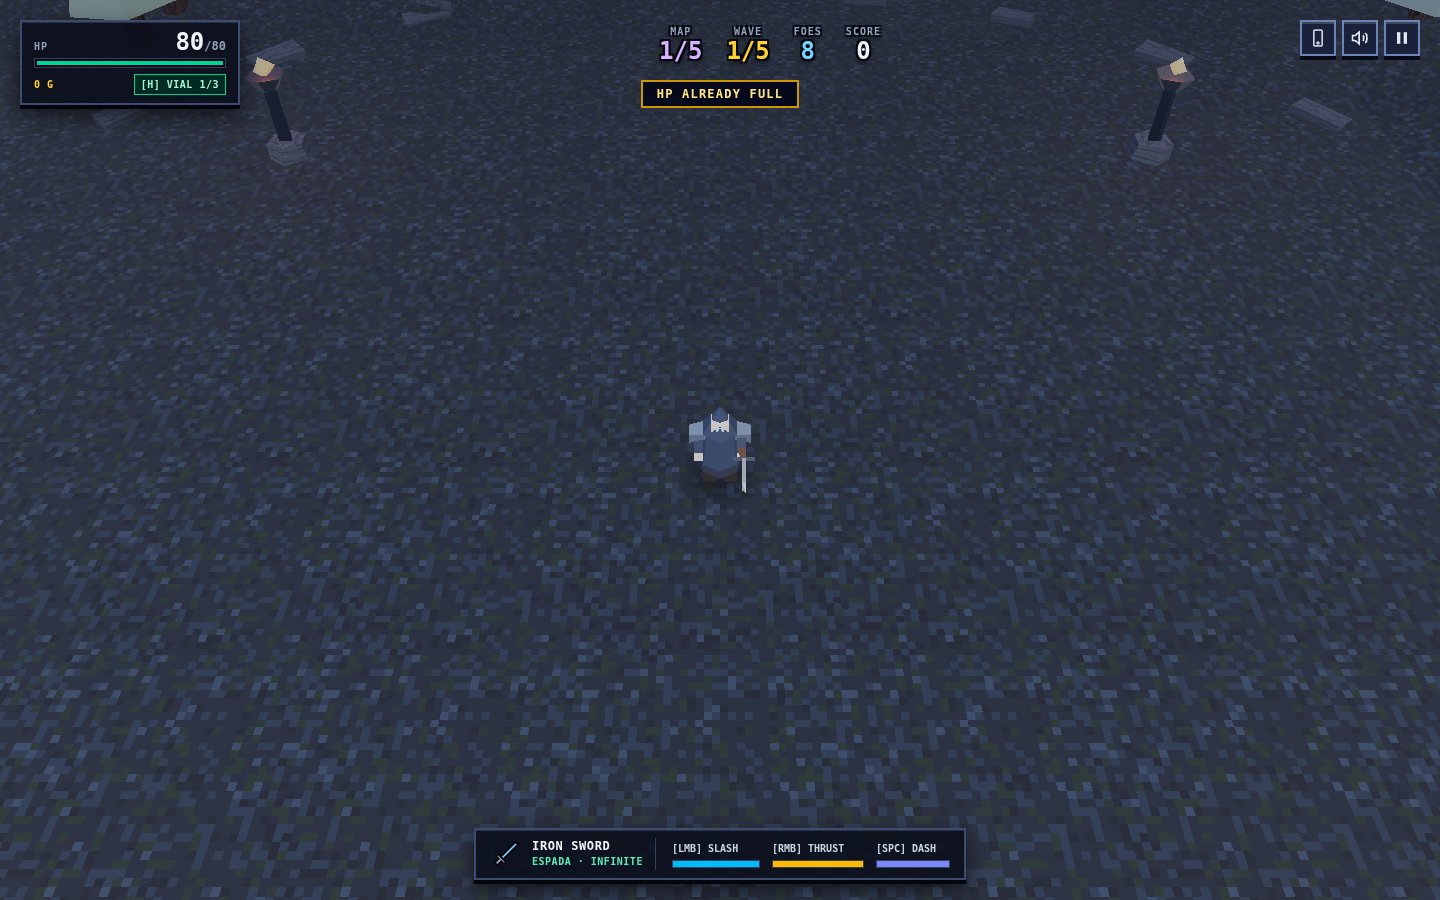 HP 80/80
0 G [H] VIAL 1/3
MAP WAVE FOES SCORE
1/5 1/5 8 0
HP ALREADY FULL
IRON SWORD
ESPADA · INFINITE
[LMB] SLASH [RMB] THRUST [SPC] DASH